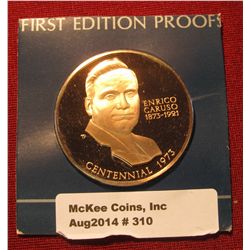 FIRST EDITION PROOFS
ENRICO
CARUSO
1873-1921
CENTENNIAL 1973
McKee Coins, Inc
Aug2014 # 310